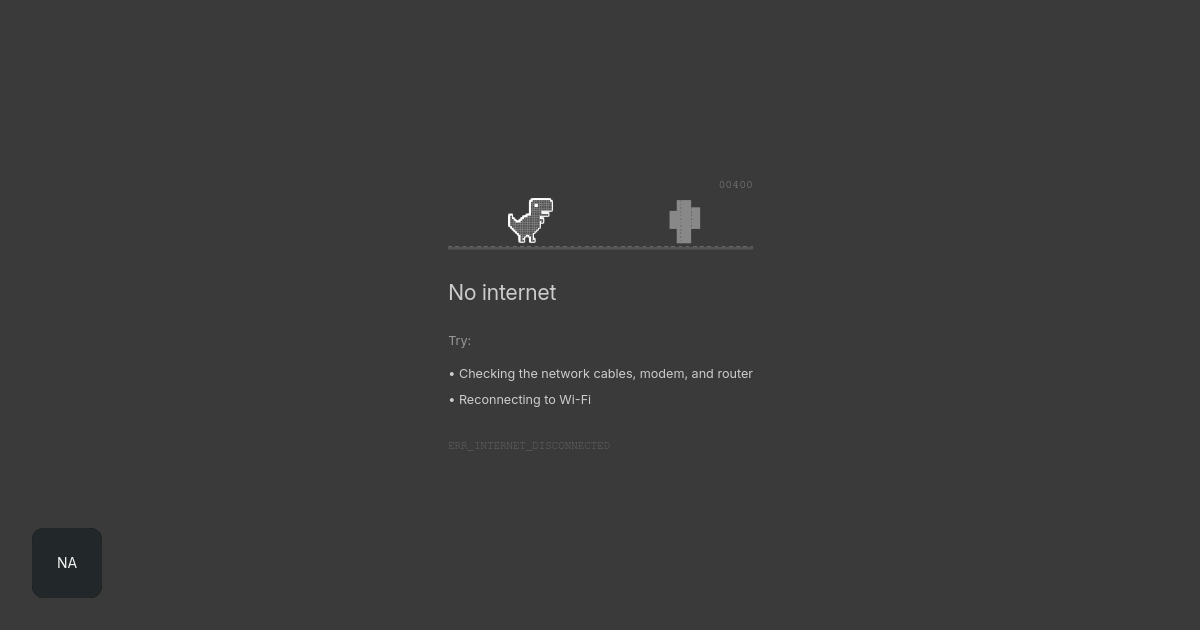 00400
No internet
Try:
• Checking the network cables, modem, and router
• Reconnecting to Wi-Fi
ERR_INTERNET_DISCONNECTED
NA